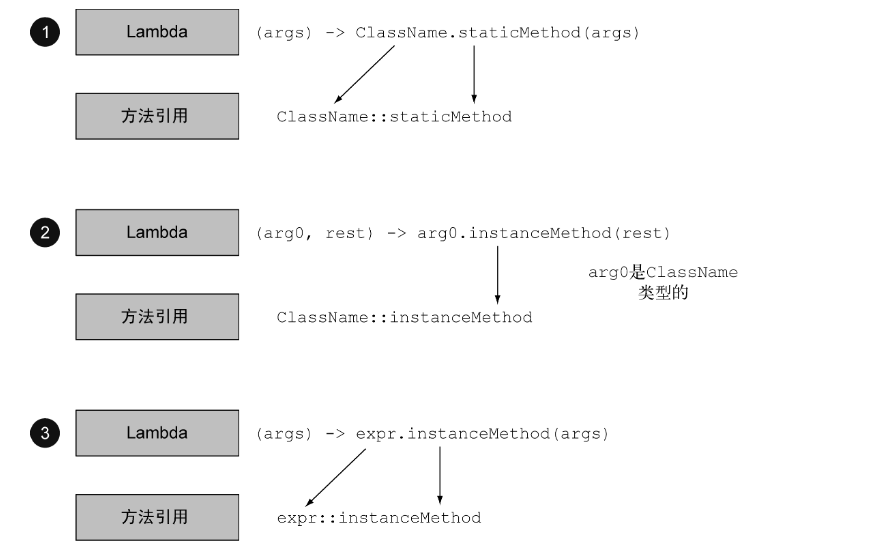 1 Lambda (args) -> ClassName.staticMethod(args)
方法引用 ClassName::staticMethod
2 Lambda (arg0, rest) -> arg0.instanceMethod(rest)
arg0是ClassName
类型的
方法引用 ClassName::instanceMethod
3 Lambda (args) -> expr.instanceMethod(args)
方法引用 expr::instanceMethod